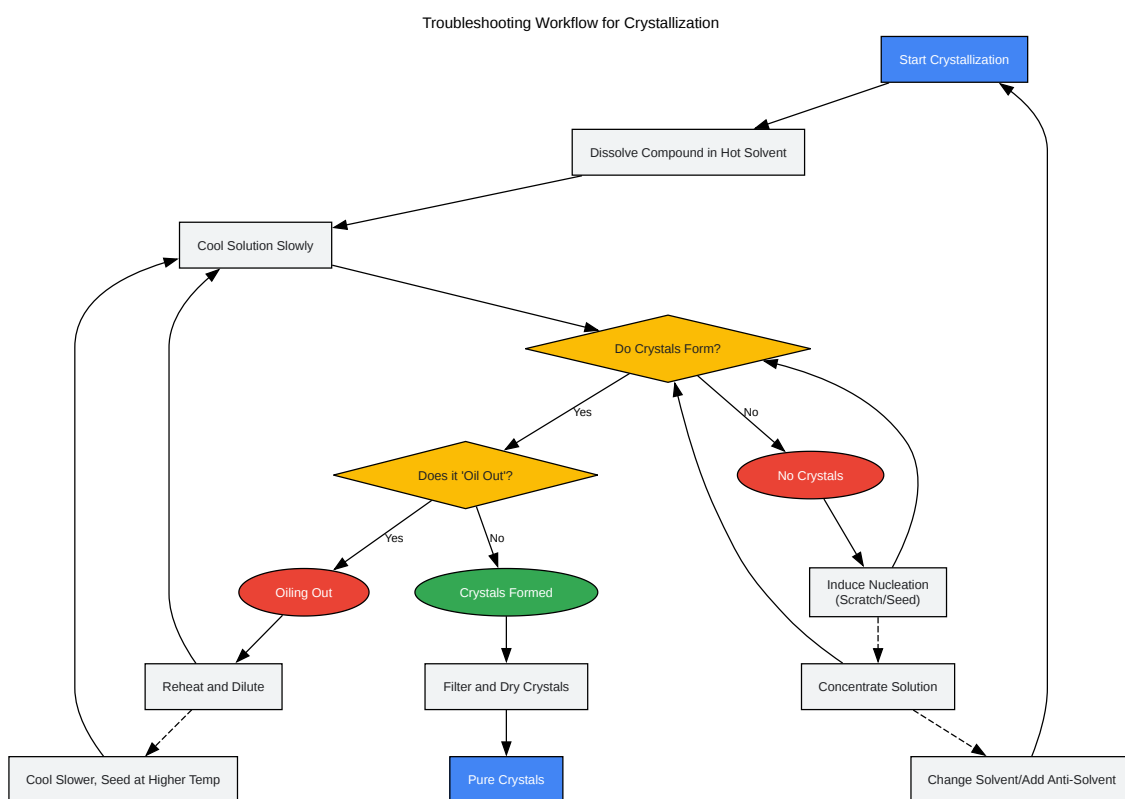 Troubleshooting Workflow for Crystallization
Start Crystallization
Dissolve Compound in Hot Solvent
Cool Solution Slowly
Do Crystals Form?
Yes
No
Does it 'Oil Out'?
No Crystals
Yes
No
Oiling Out
Crystals Formed
Induce Nucleation
(Scratch/Seed)
Reheat and Dilute
Filter and Dry Crystals
Concentrate Solution
Cool Slower, Seed at Higher Temp
Pure Crystals
Change Solvent/Add Anti-Solvent